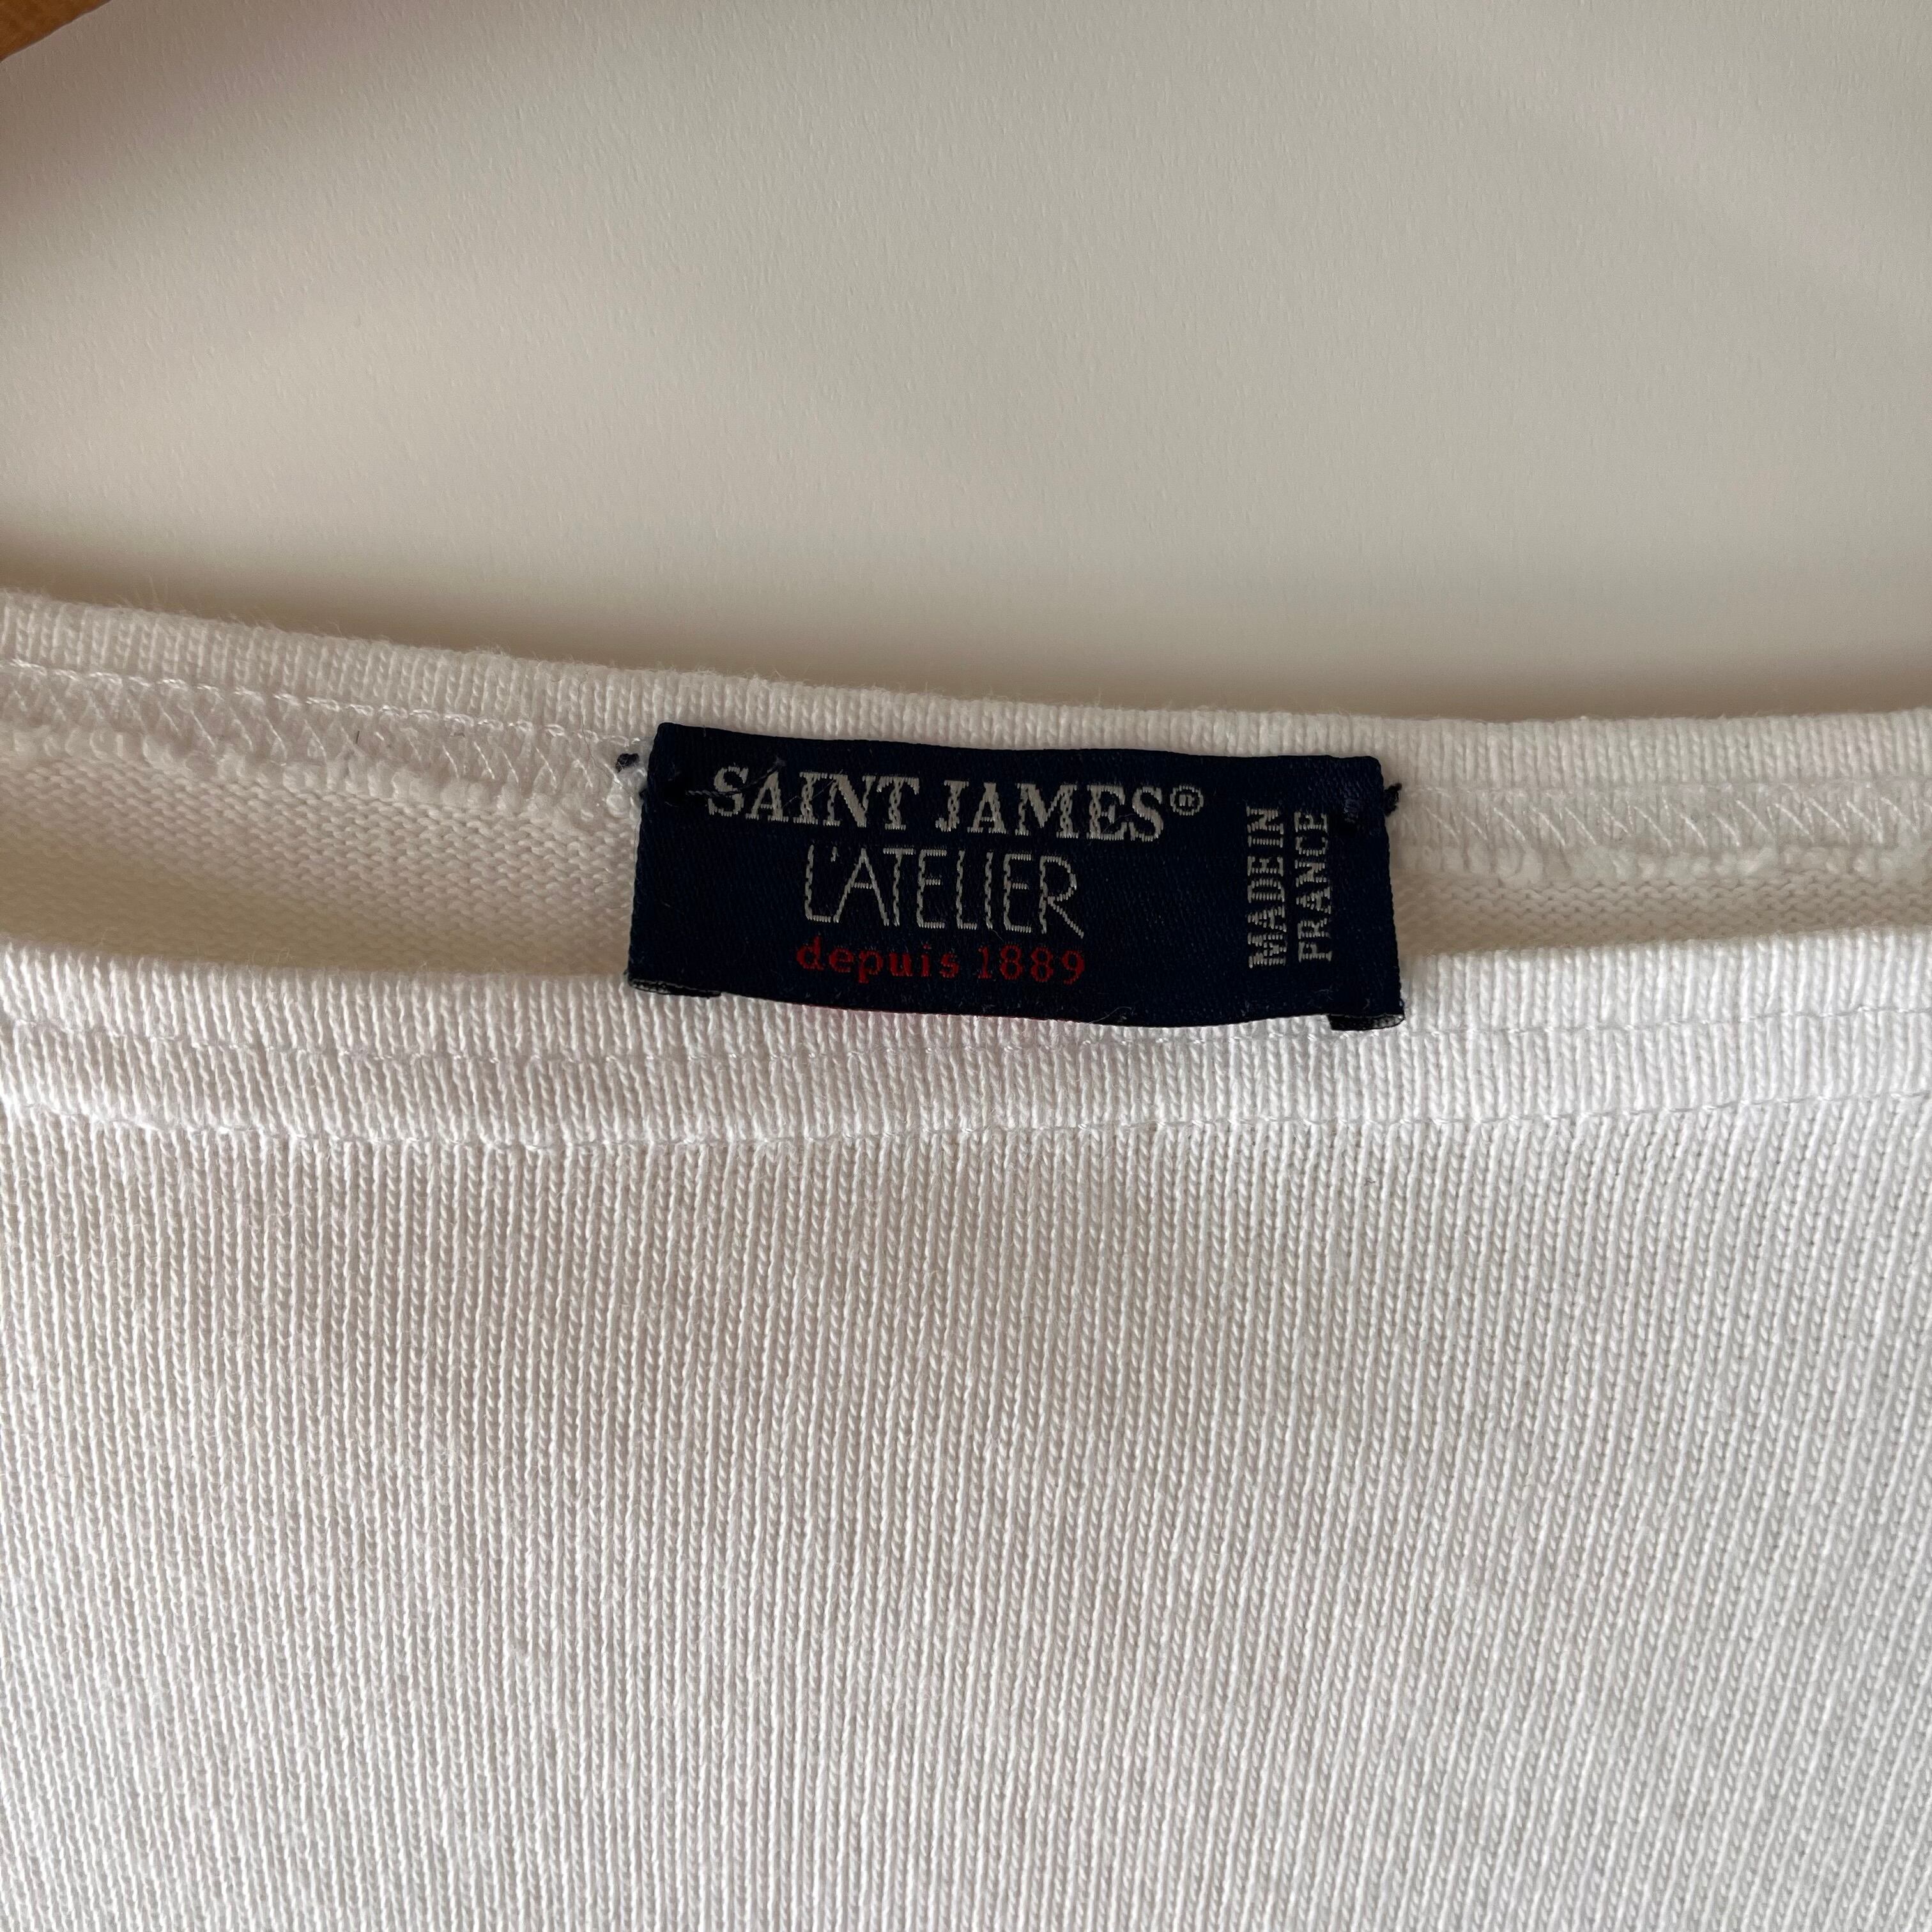 SAINT JAMES®
L'ATELIER
depuis 1889
MADE IN
FRANCE